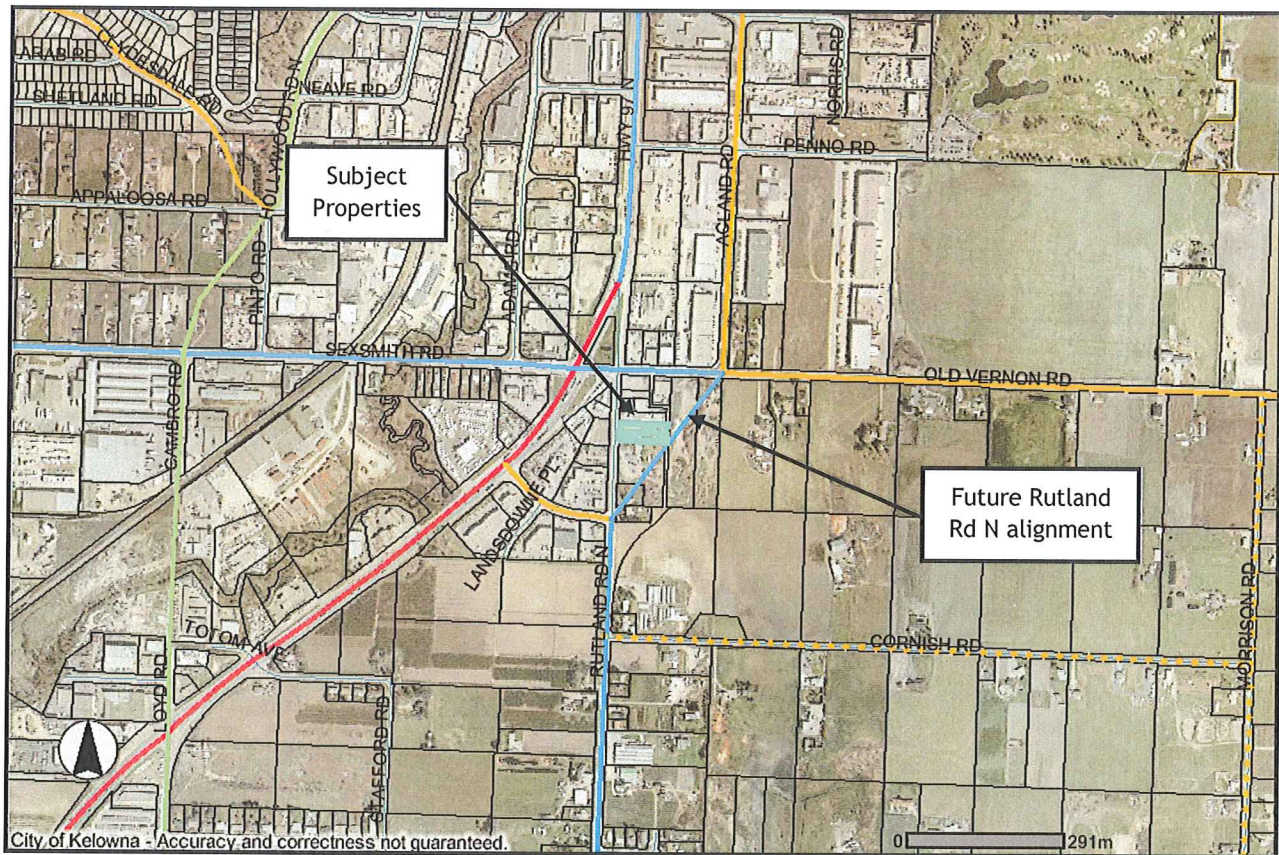 ARAB RD
CLYDESDALE RD
SHETLAND RD
NEAVE RD
HOLLYWOOD RD N
HWY 97 N
NORRIS RD
PENNO RD
Subject
Properties
APPALOOSA RD
PINTO RD
ADAMS RD
ACLAND RD
SEXSMITH RD
OLD VERNON RD
CAMBRO RD
LANDSDOWNE PL
Future Rutland
Rd N alignment
RUTLAND RD N
TOTOM AVE
CORNISH RD
MORRISON RD
LOYD RD
STAFFORD RD
City of Kelowna - Accuracy and correctness not guaranteed.
0
291m